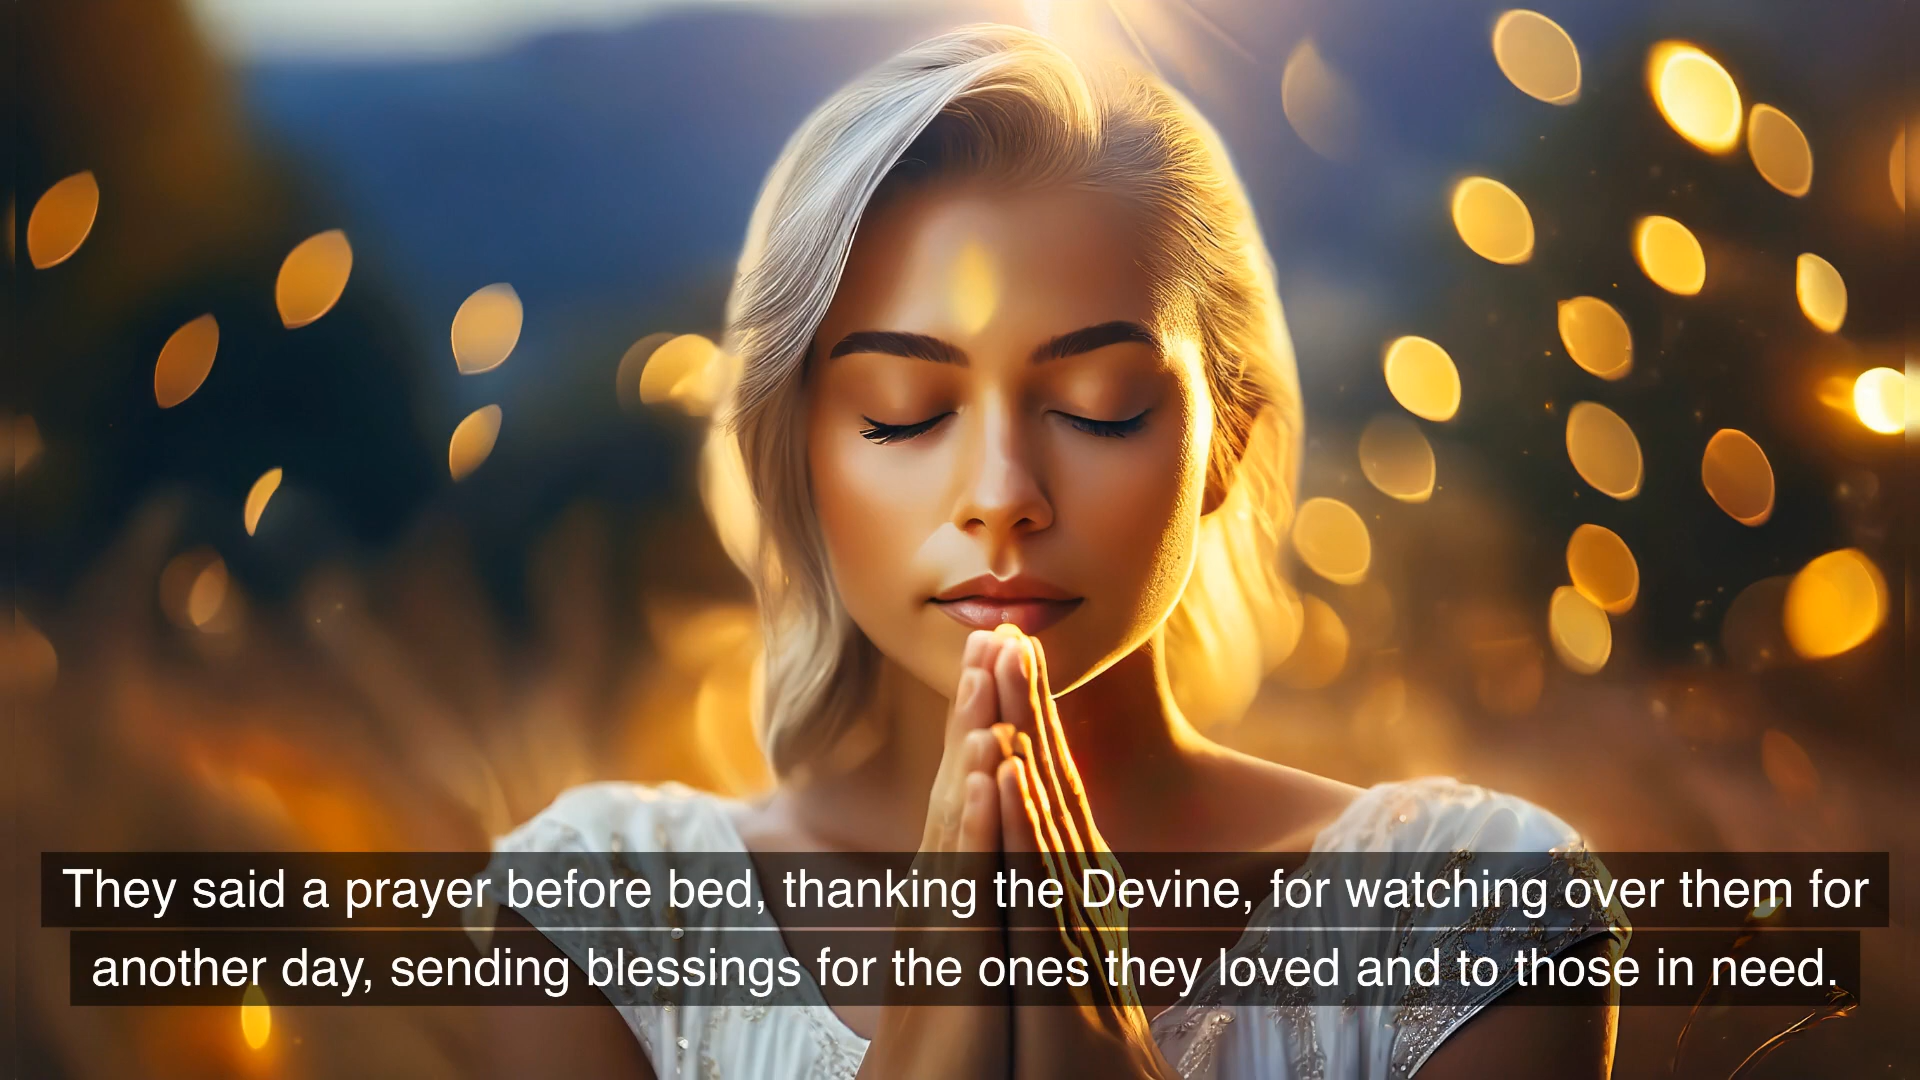 They said a prayer before bed, thanking the Devine, for watching over them for
another day, sending blessings for the ones they loved and to those in need.